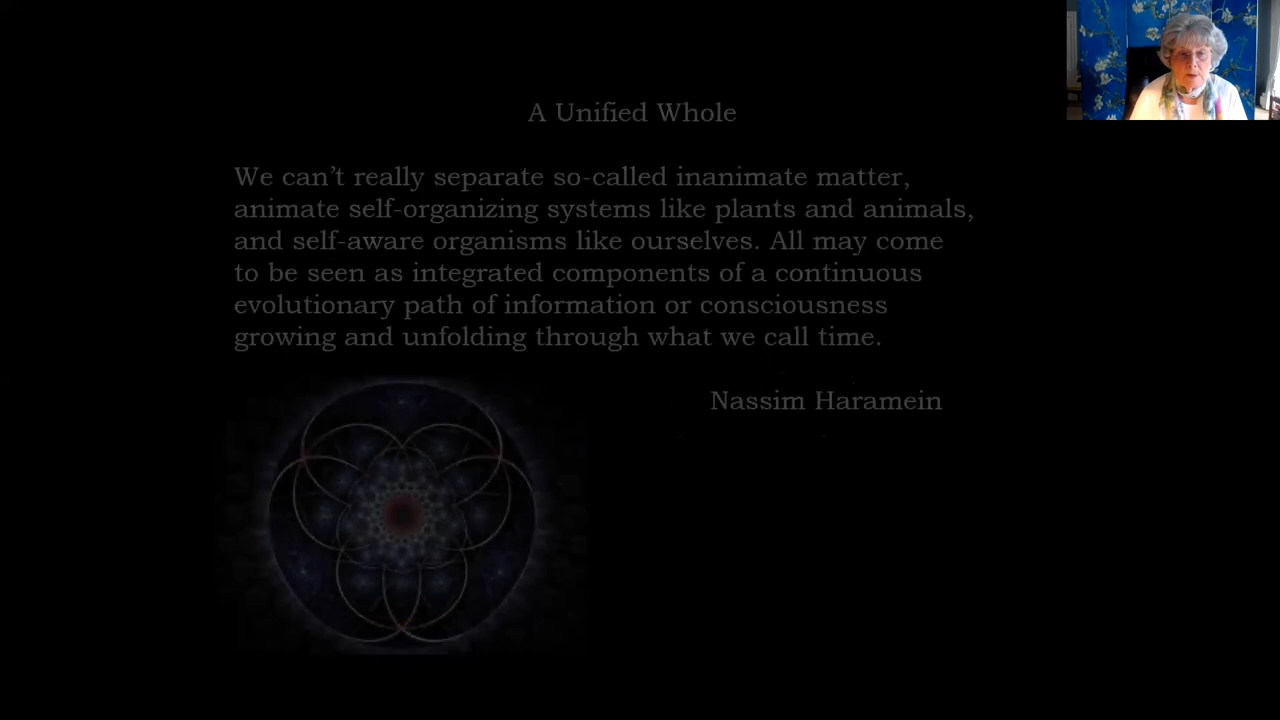 A Unified Whole
We can't really separate so-called inanimate matter,
animate self-organizing systems like plants and animals,
and self-aware organisms like ourselves. All may come
to be seen as integrated components of a continuous
evolutionary path of information or consciousness
growing and unfolding through what we call time.
Nassim Haramein